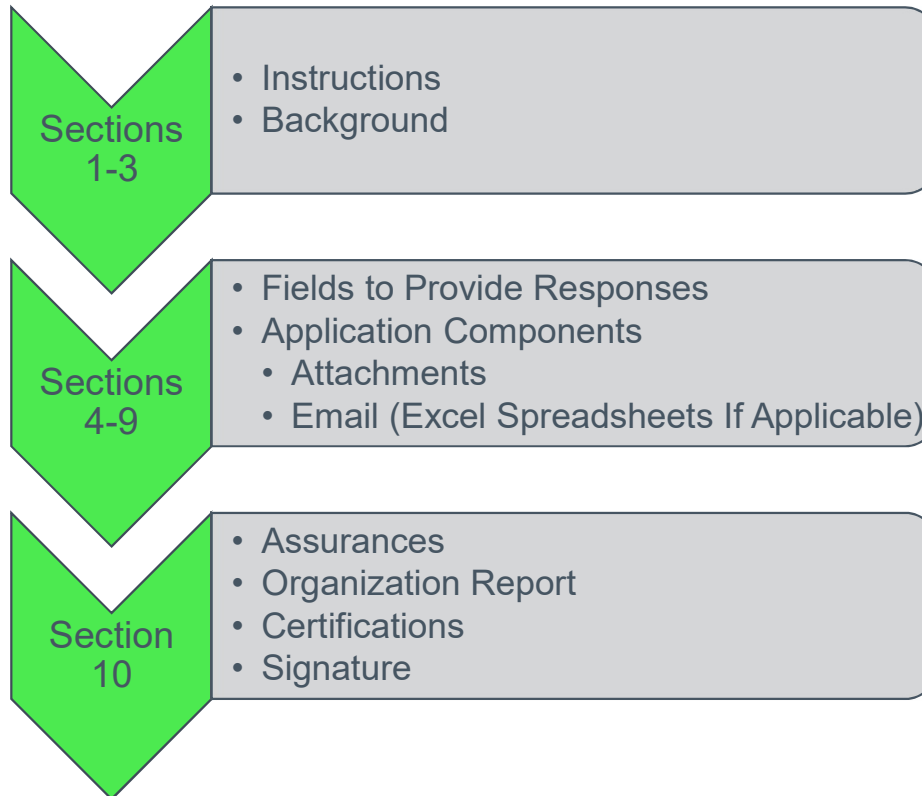 Sections
1-3
• Instructions
• Background
Sections
4-9
• Fields to Provide Responses
• Application Components
• Attachments
• Email (Excel Spreadsheets If Applicable)
Section
10
• Assurances
• Organization Report
• Certifications
• Signature